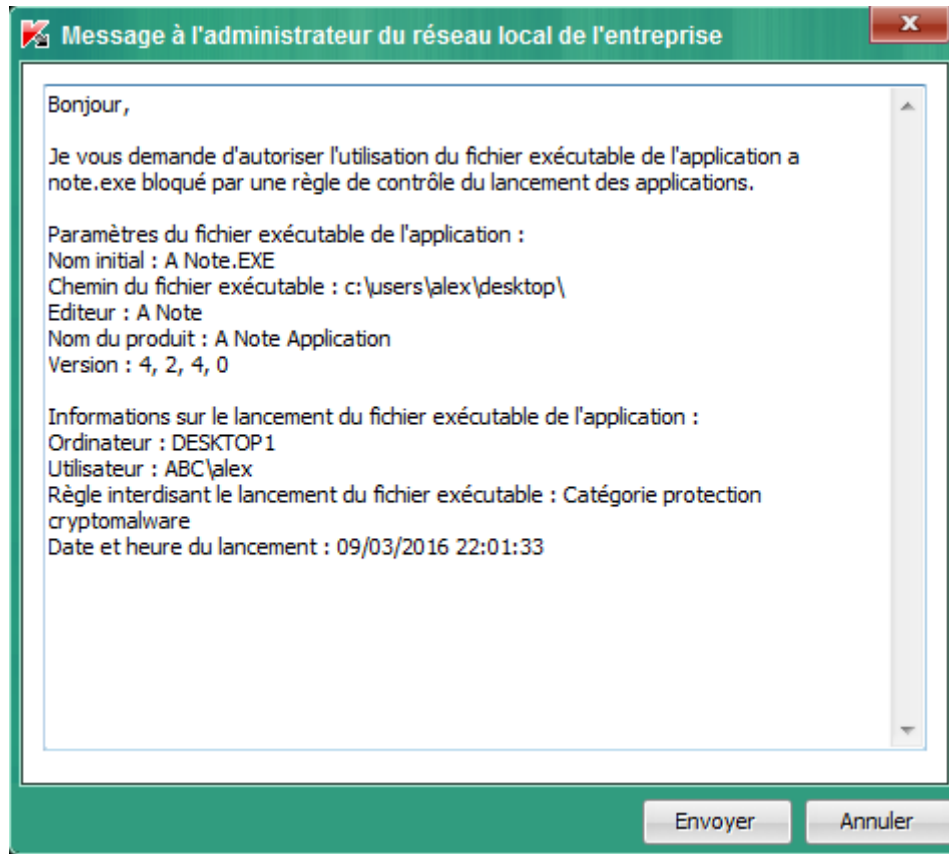 Message à l'administrateur du réseau local de l'entreprise
Bonjour,
Je vous demande d'autoriser l'utilisation du fichier exécutable de l'application a
note.exe bloqué par une règle de contrôle du lancement des applications.
Paramètres du fichier exécutable de l'application :
Nom initial : A Note.EXE
Chemin du fichier exécutable : c:\users\alex\desktop\
Editeur : A Note
Nom du produit : A Note Application
Version : 4, 2, 4, 0
Informations sur le lancement du fichier exécutable de l'application :
Ordinateur : DESKTOP1
Utilisateur : ABC\alex
Règle interdisant le lancement du fichier exécutable : Catégorie protection
cryptomalware
Date et heure du lancement : 09/03/2016 22:01:33
Envoyer Annuler